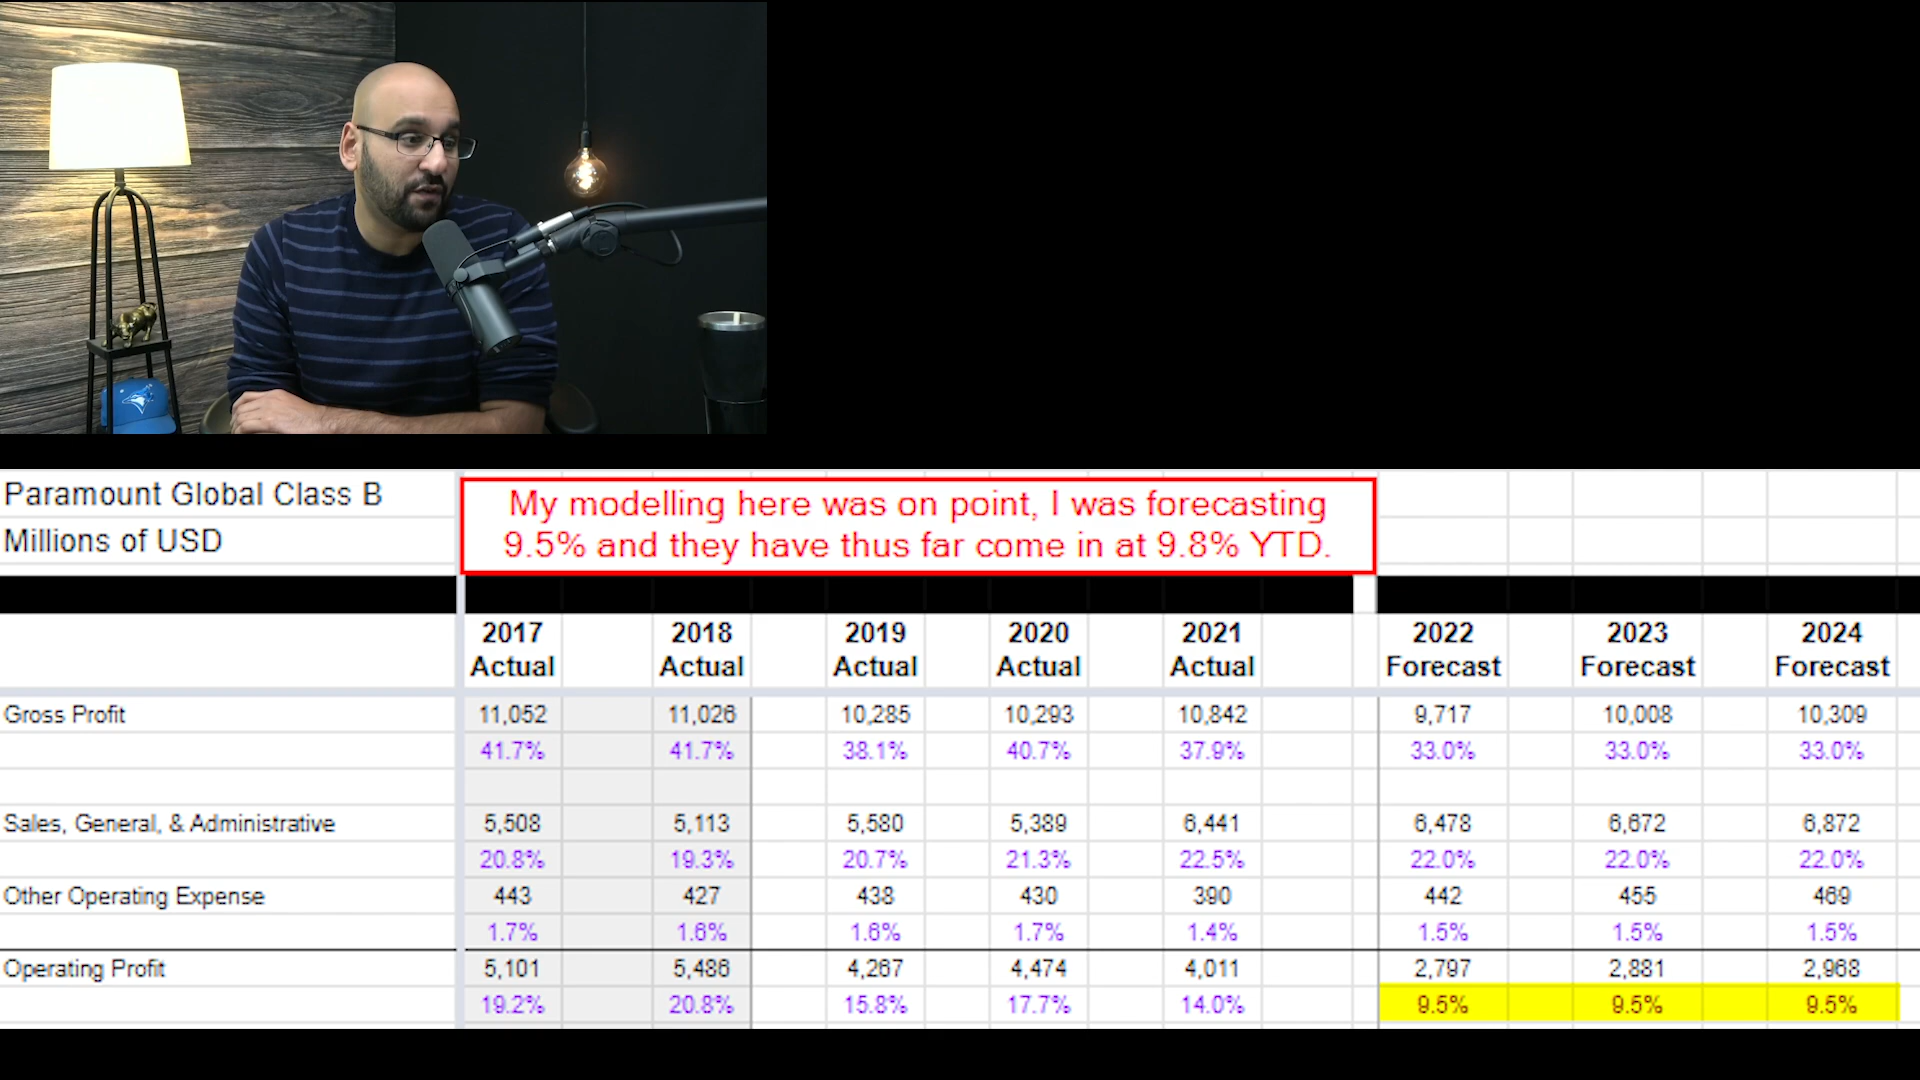 Paramount Global Class B
Millions of USD
My modelling here was on point, I was forecasting
9.5% and they have thus far come in at 9.8% YTD.
2017 2018 2019 2020 2021 2022 2023 2024
Actual Actual Actual Actual Actual Forecast Forecast Forecast
Gross Profit 11,052 11,026 10,285 10,293 10,842 9,717 10,008 10,309
41.7% 41.7% 38.1% 40.7% 37.9% 33.0% 33.0% 33.0%
Sales, General, & Administrative 5,508 5,113 5,580 5,389 6,441 6,478 6,672 6,872
20.8% 19.3% 20.7% 21.3% 22.5% 22.0% 22.0% 22.0%
Other Operating Expense 443 427 438 430 390 442 455 469
1.7% 1.6% 1.6% 1.7% 1.4% 1.5% 1.5% 1.5%
Operating Profit 5,101 5,486 4,267 4,474 4,011 2,797 2,881 2,968
19.2% 20.8% 15.8% 17.7% 14.0% 9.5% 9.5% 9.5%